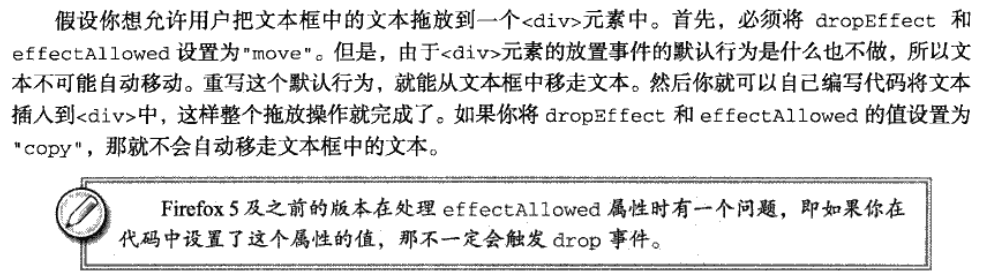 假设你想允许用户把文本框中的文本拖放到一个<div>元素中。首先，必须将 dropEffect 和
effectAllowed 设置为"move"。但是，由于<div>元素的放置事件的默认行为是什么也不做，所以文
本不可能自动移动。重写这个默认行为，就能从文本框中移走文本。然后你就可以自己编写代码将文本
插入到<div>中，这样整个拖放操作就完成了。如果你将 dropEffect 和 effectAllowed 的值设置为
"copy"，那就不会自动移走文本框中的文本。
Firefox 5 及之前的版本在处理 effectAllowed 属性时有一个问题，即如果你在
代码中设置了这个属性的值，那不一定会触发 drop 事件。